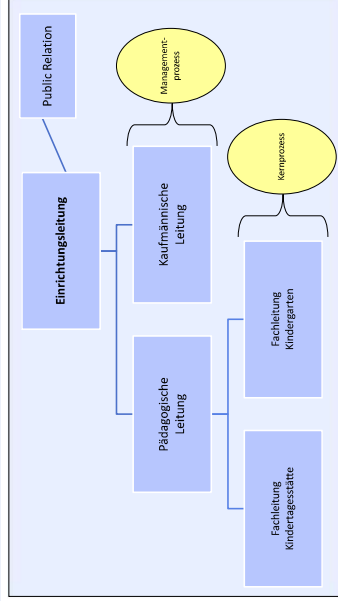 Public Relation
Einrichtungsleitung
Management-
prozess
Pädagogische
Leitung
Kaufmännische
Leitung
Kernprozess
Fachleitung
Kindertagesstätte
Fachleitung
Kindergarten